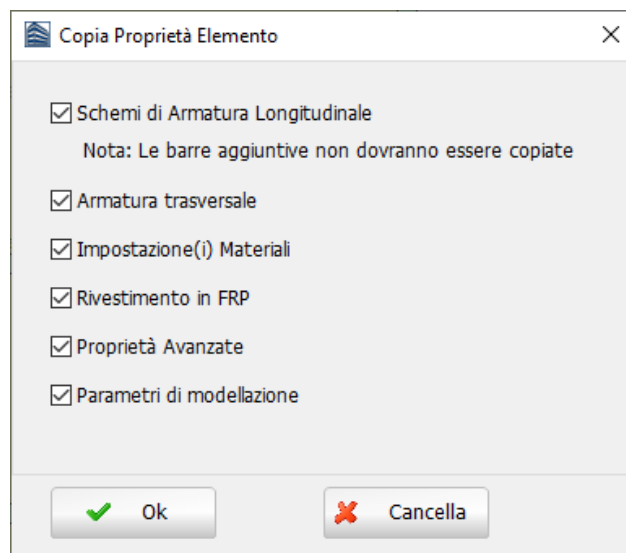 Copia Proprietà Elemento
Schemi di Armatura Longitudinale
Nota: Le barre aggiuntive non dovranno essere copiate
Armatura trasversale
Impostazione(i) Materiali
Rivestimento in FRP
Proprietà Avanzate
Parametri di modellazione
Ok
Cancella